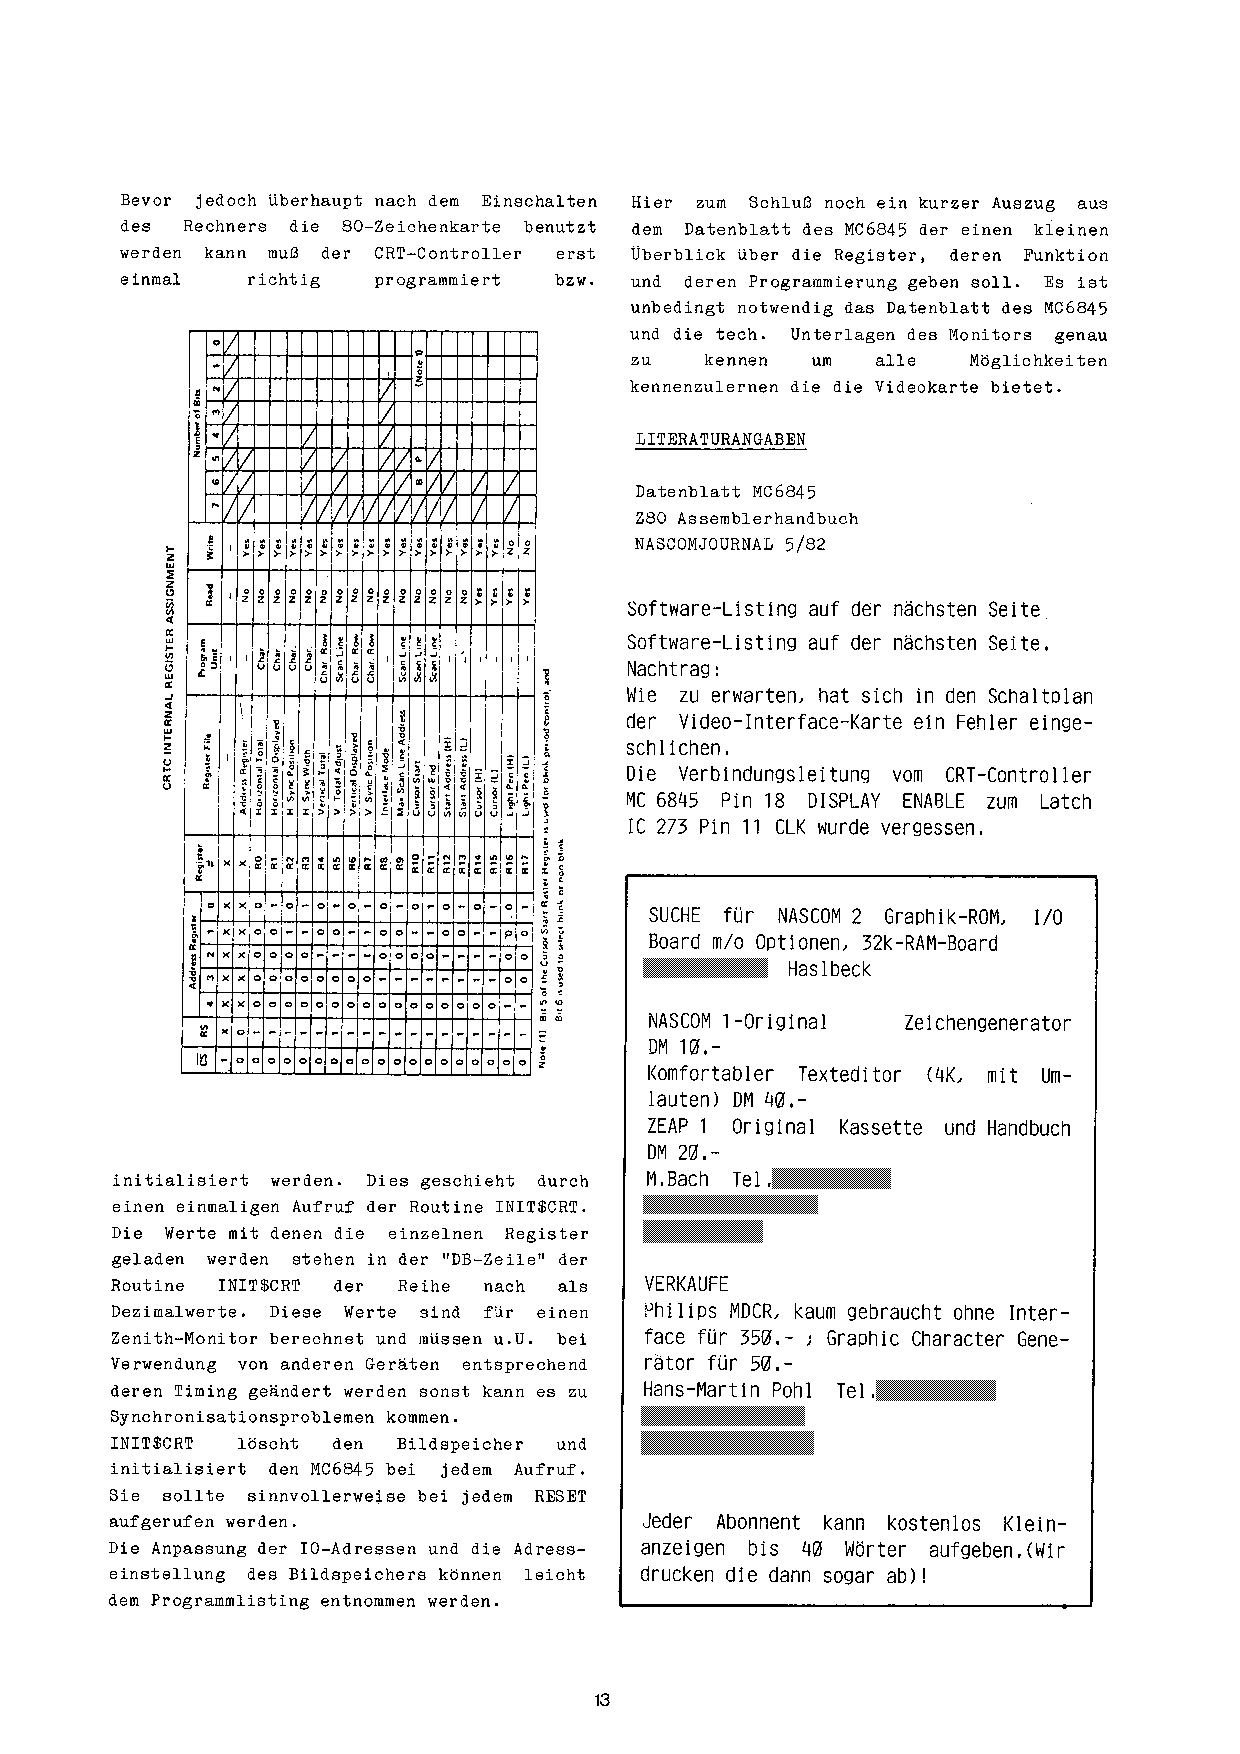 Bevor jedoch überhaupt nach dem Einschalten
des Rechners die 80-Zeichenkarte benutzt
werden kann muß der CRT-Controller erst
einmal richtig programmiert bzw.
CRTC INTERNAL REGISTER ASSIGNMENT
CS RS Address Register Register # Register File Program Unit Read Write Number of Bits
4 3 2 1 0 7 6 5 4 3 2 1 0
1 X X X X X X – – – –
0 0 X X X X X X Address Register – No Yes
0 1 0 0 0 0 0 R0 Horizontal Total Char. No Yes
0 1 0 0 0 0 1 R1 Horizontal Displayed Char. No Yes
0 1 0 0 0 1 0 R2 H. Sync Position Char. No Yes
0 1 0 0 0 1 1 R3 H. Sync Width Char. No Yes
0 1 0 0 1 0 0 R4 Vertical Total Char. Row No Yes
0 1 0 0 1 0 1 R5 V. Total Adjust Scan Line No Yes
0 1 0 0 1 1 0 R6 Vertical Displayed Char. Row No Yes
0 1 0 0 1 1 1 R7 V. Sync Position Char. Row No Yes
0 1 0 1 0 0 0 R8 Interlace Mode – No Yes
0 1 0 1 0 0 1 R9 Max Scan Line Address Scan Line No Yes
0 1 0 1 0 1 0 R10 Cursor Start Scan Line No Yes B P (Note 1)
0 1 0 1 0 1 1 R11 Cursor End Scan Line No Yes
0 1 0 1 1 0 0 R12 Start Address (H) – No Yes
0 1 0 1 1 0 1 R13 Start Address (L) – No Yes
0 1 0 1 1 1 0 R14 Cursor (H) – Yes Yes
0 1 0 1 1 1 1 R15 Cursor (L) – Yes Yes
0 1 1 0 0 0 0 R16 Light Pen (H) – Yes No
0 1 1 0 0 0 1 R17 Light Pen (L) – Yes No
Note (1) Bit 5 of the Cursor Start Raster Register is used for blink period control, and
Bit 6 is used to select blink or non-blink
initialisiert werden. Dies geschieht durch
einen einmaligen Aufruf der Routine INIT$CRT.
Die Werte mit denen die einzelnen Register
geladen werden stehen in der "DB-Zeile" der
Routine INIT$CRT der Reihe nach als
Dezimalwerte. Diese Werte sind für einen
Zenith-Monitor berechnet und müssen u.U. bei
Verwendung von anderen Geräten entsprechend
deren Timing geändert werden sonst kann es zu
Synchronisationsproblemen kommen.
INIT$CRT löscht den Bildspeicher und
initialisiert den MC6845 bei jedem Aufruf.
Sie sollte sinnvollerweise bei jedem RESET
aufgerufen werden.
Die Anpassung der IO-Adressen und die Adress-
einstellung des Bildspeichers können leicht
dem Programmlisting entnommen werden.
Hier zum Schluß noch ein kurzer Auszug aus
dem Datenblatt des MC6845 der einen kleinen
Überblick über die Register, deren Funktion
und deren Programmierung geben soll. Es ist
unbedingt notwendig das Datenblatt des MC6845
und die tech. Unterlagen des Monitors genau
zu kennen um alle Möglichkeiten
kennenzulernen die die Videokarte bietet.
LITERATURANGABEN
Datenblatt MC6845
Z80 Assemblerhandbuch
NASCOMJOURNAL 5/82
Software-Listing auf der nächsten Seite.
Software-Listing auf der nächsten Seite.
Nachtrag:
Wie zu erwarten, hat sich in den Schaltplan
der Video-Interface-Karte ein Fehler einge-
schlichen.
Die Verbindungsleitung vom CRT-Controller
MC 6845 Pin 18 DISPLAY ENABLE zum Latch
IC 273 Pin 11 CLK wurde vergessen.
SUCHE für NASCOM 2 Graphik-ROM, I/O
Board m/o Optionen, 32k-RAM-Board
Haslbeck
NASCOM 1-Original Zeichengenerator
DM 10.-
Komfortabler Texteditor (4K, mit Um-
lauten) DM 40.-
ZEAP 1 Original Kassette und Handbuch
DM 20.-
M.Bach Tel.
VERKAUFE
Philips MDCR, kaum gebraucht ohne Inter-
face für 350.- ; Graphic Character Gene-
rator für 50.-
Hans-Martin Pohl Tel.
Jeder Abonnent kann kostenlos Klein-
anzeigen bis 40 Wörter aufgeben.(Wir
drucken die dann sogar ab)!
13